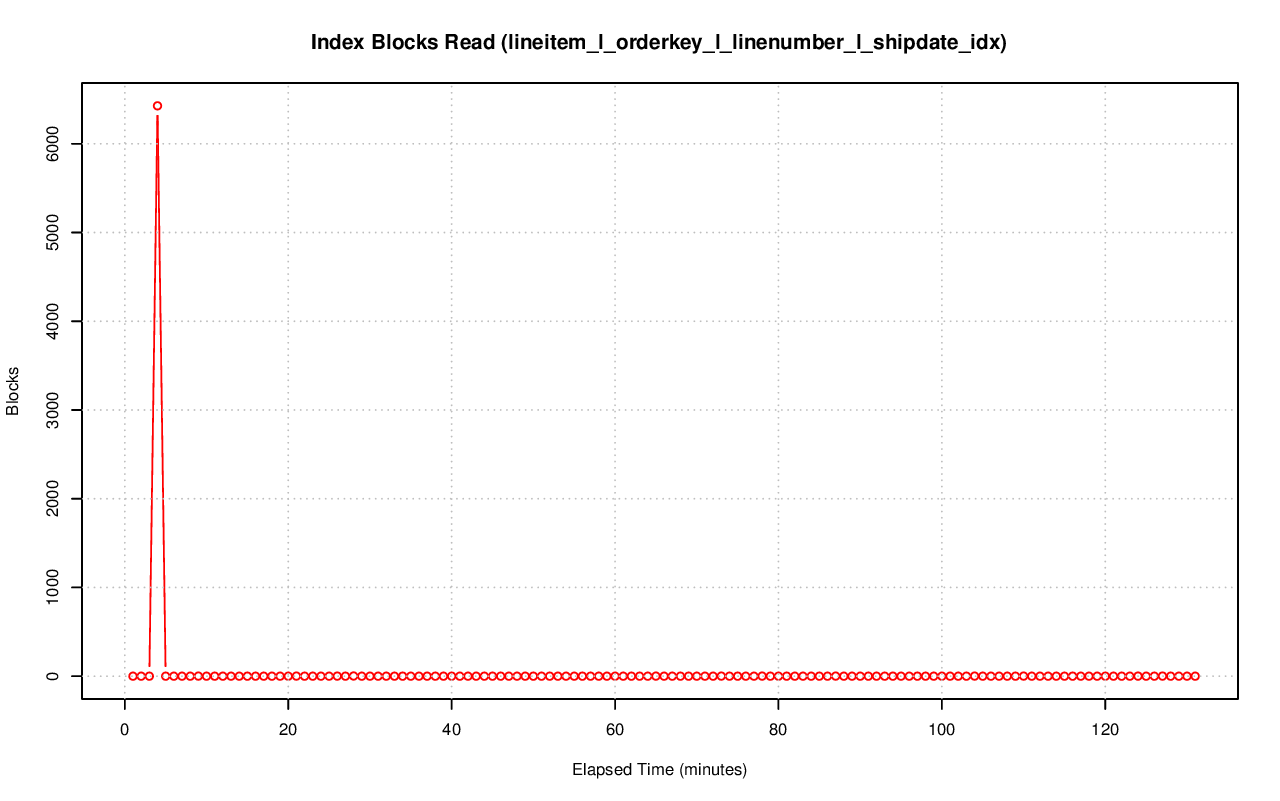 Index Blocks Read (lineitem_l_orderkey_l_linenumber_l_shipdate_idx)
6000
5000
4000
3000
2000
1000
0
Blocks
0 20 40 60 80 100 120
Elapsed Time (minutes)